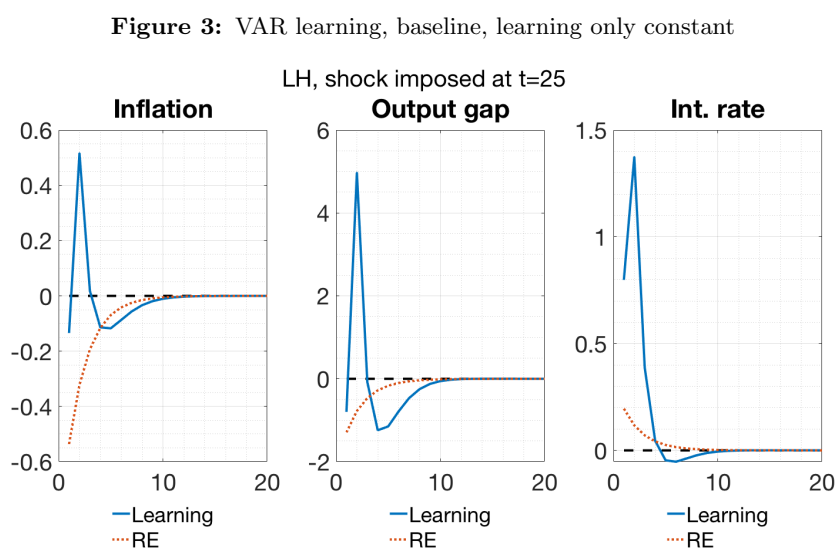 Figure 3: VAR learning, baseline, learning only constant
LH, shock imposed at t=25
Inflation Output gap Int. rate
0.6
0.4
0.2
0
-0.2
-0.4
-0.6
0 10 20
6
4
2
0
-2
0 10 20
1.5
1
0.5
0
0 10 20
Learning Learning Learning
RE RE RE